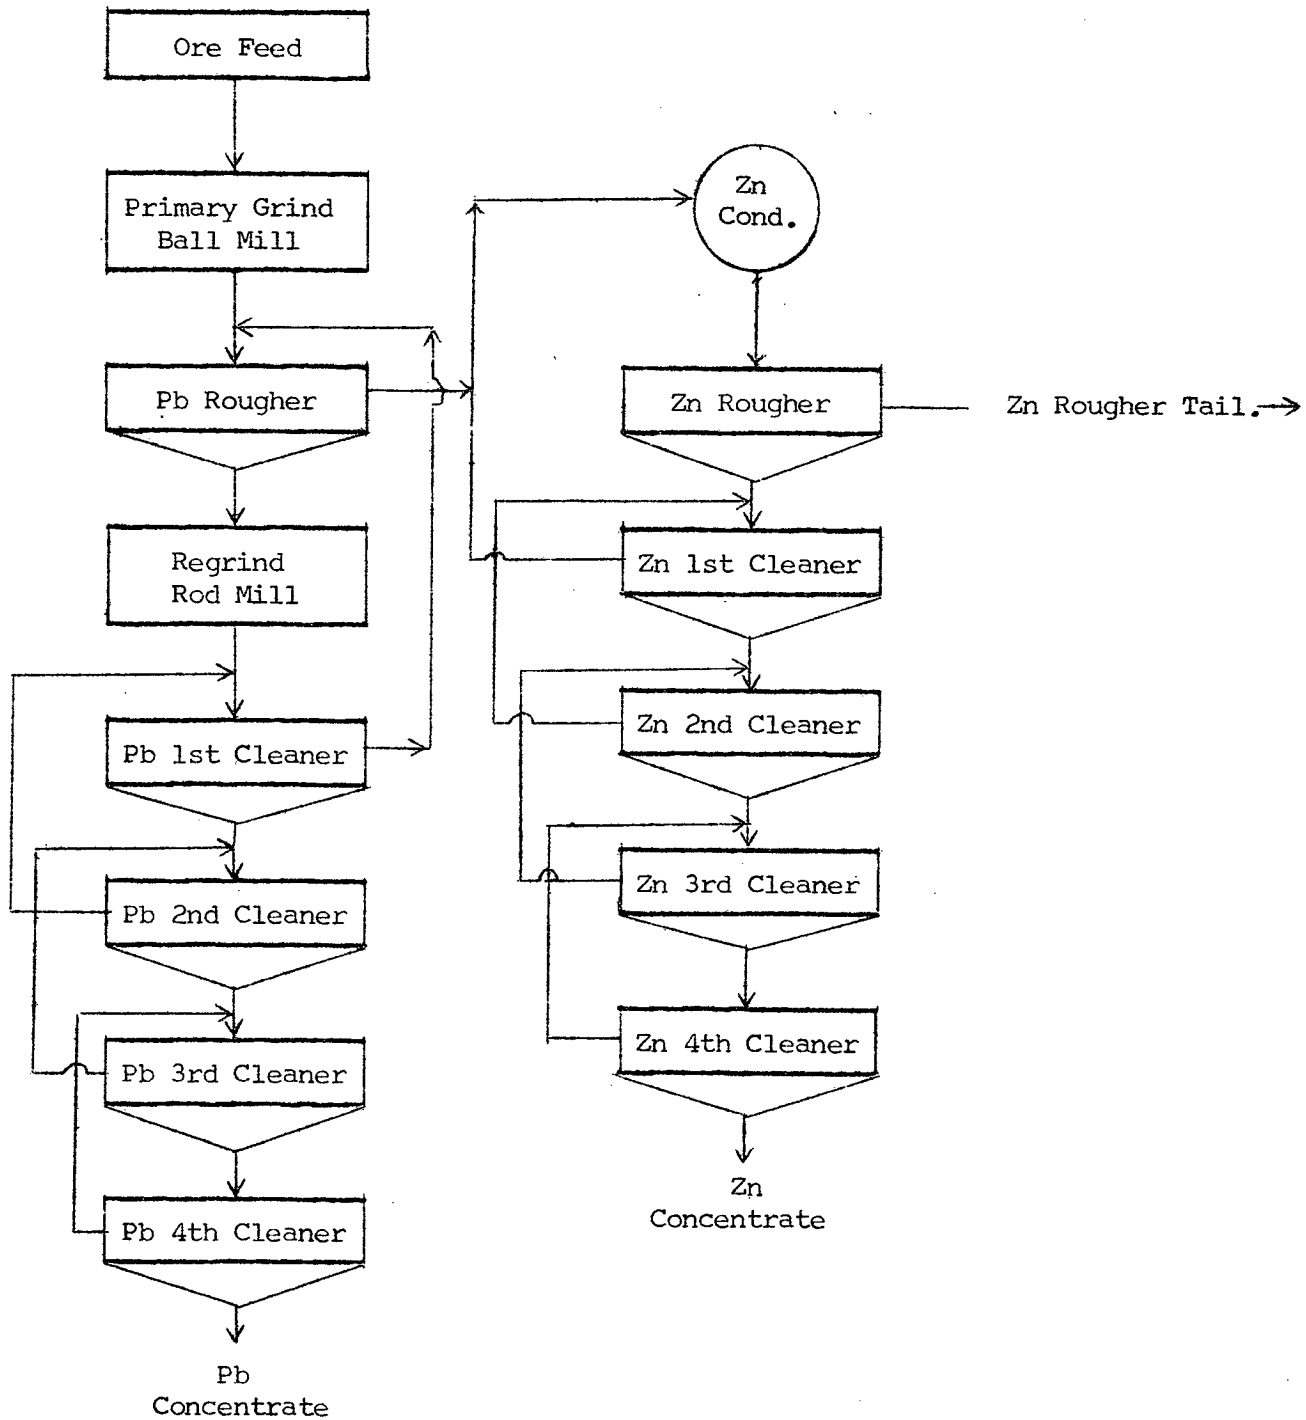 Ore Feed
Primary Grind
Ball Mill
Pb Rougher
Regrind
Rod Mill
Pb 1st Cleaner
Pb 2nd Cleaner
Pb 3rd Cleaner
Pb 4th Cleaner
Pb
Concentrate
Zn
Cond.
Zn Rougher
Zn Rougher Tail.
Zn 1st Cleaner
Zn 2nd Cleaner
Zn 3rd Cleaner
Zn 4th Cleaner
Zn
Concentrate